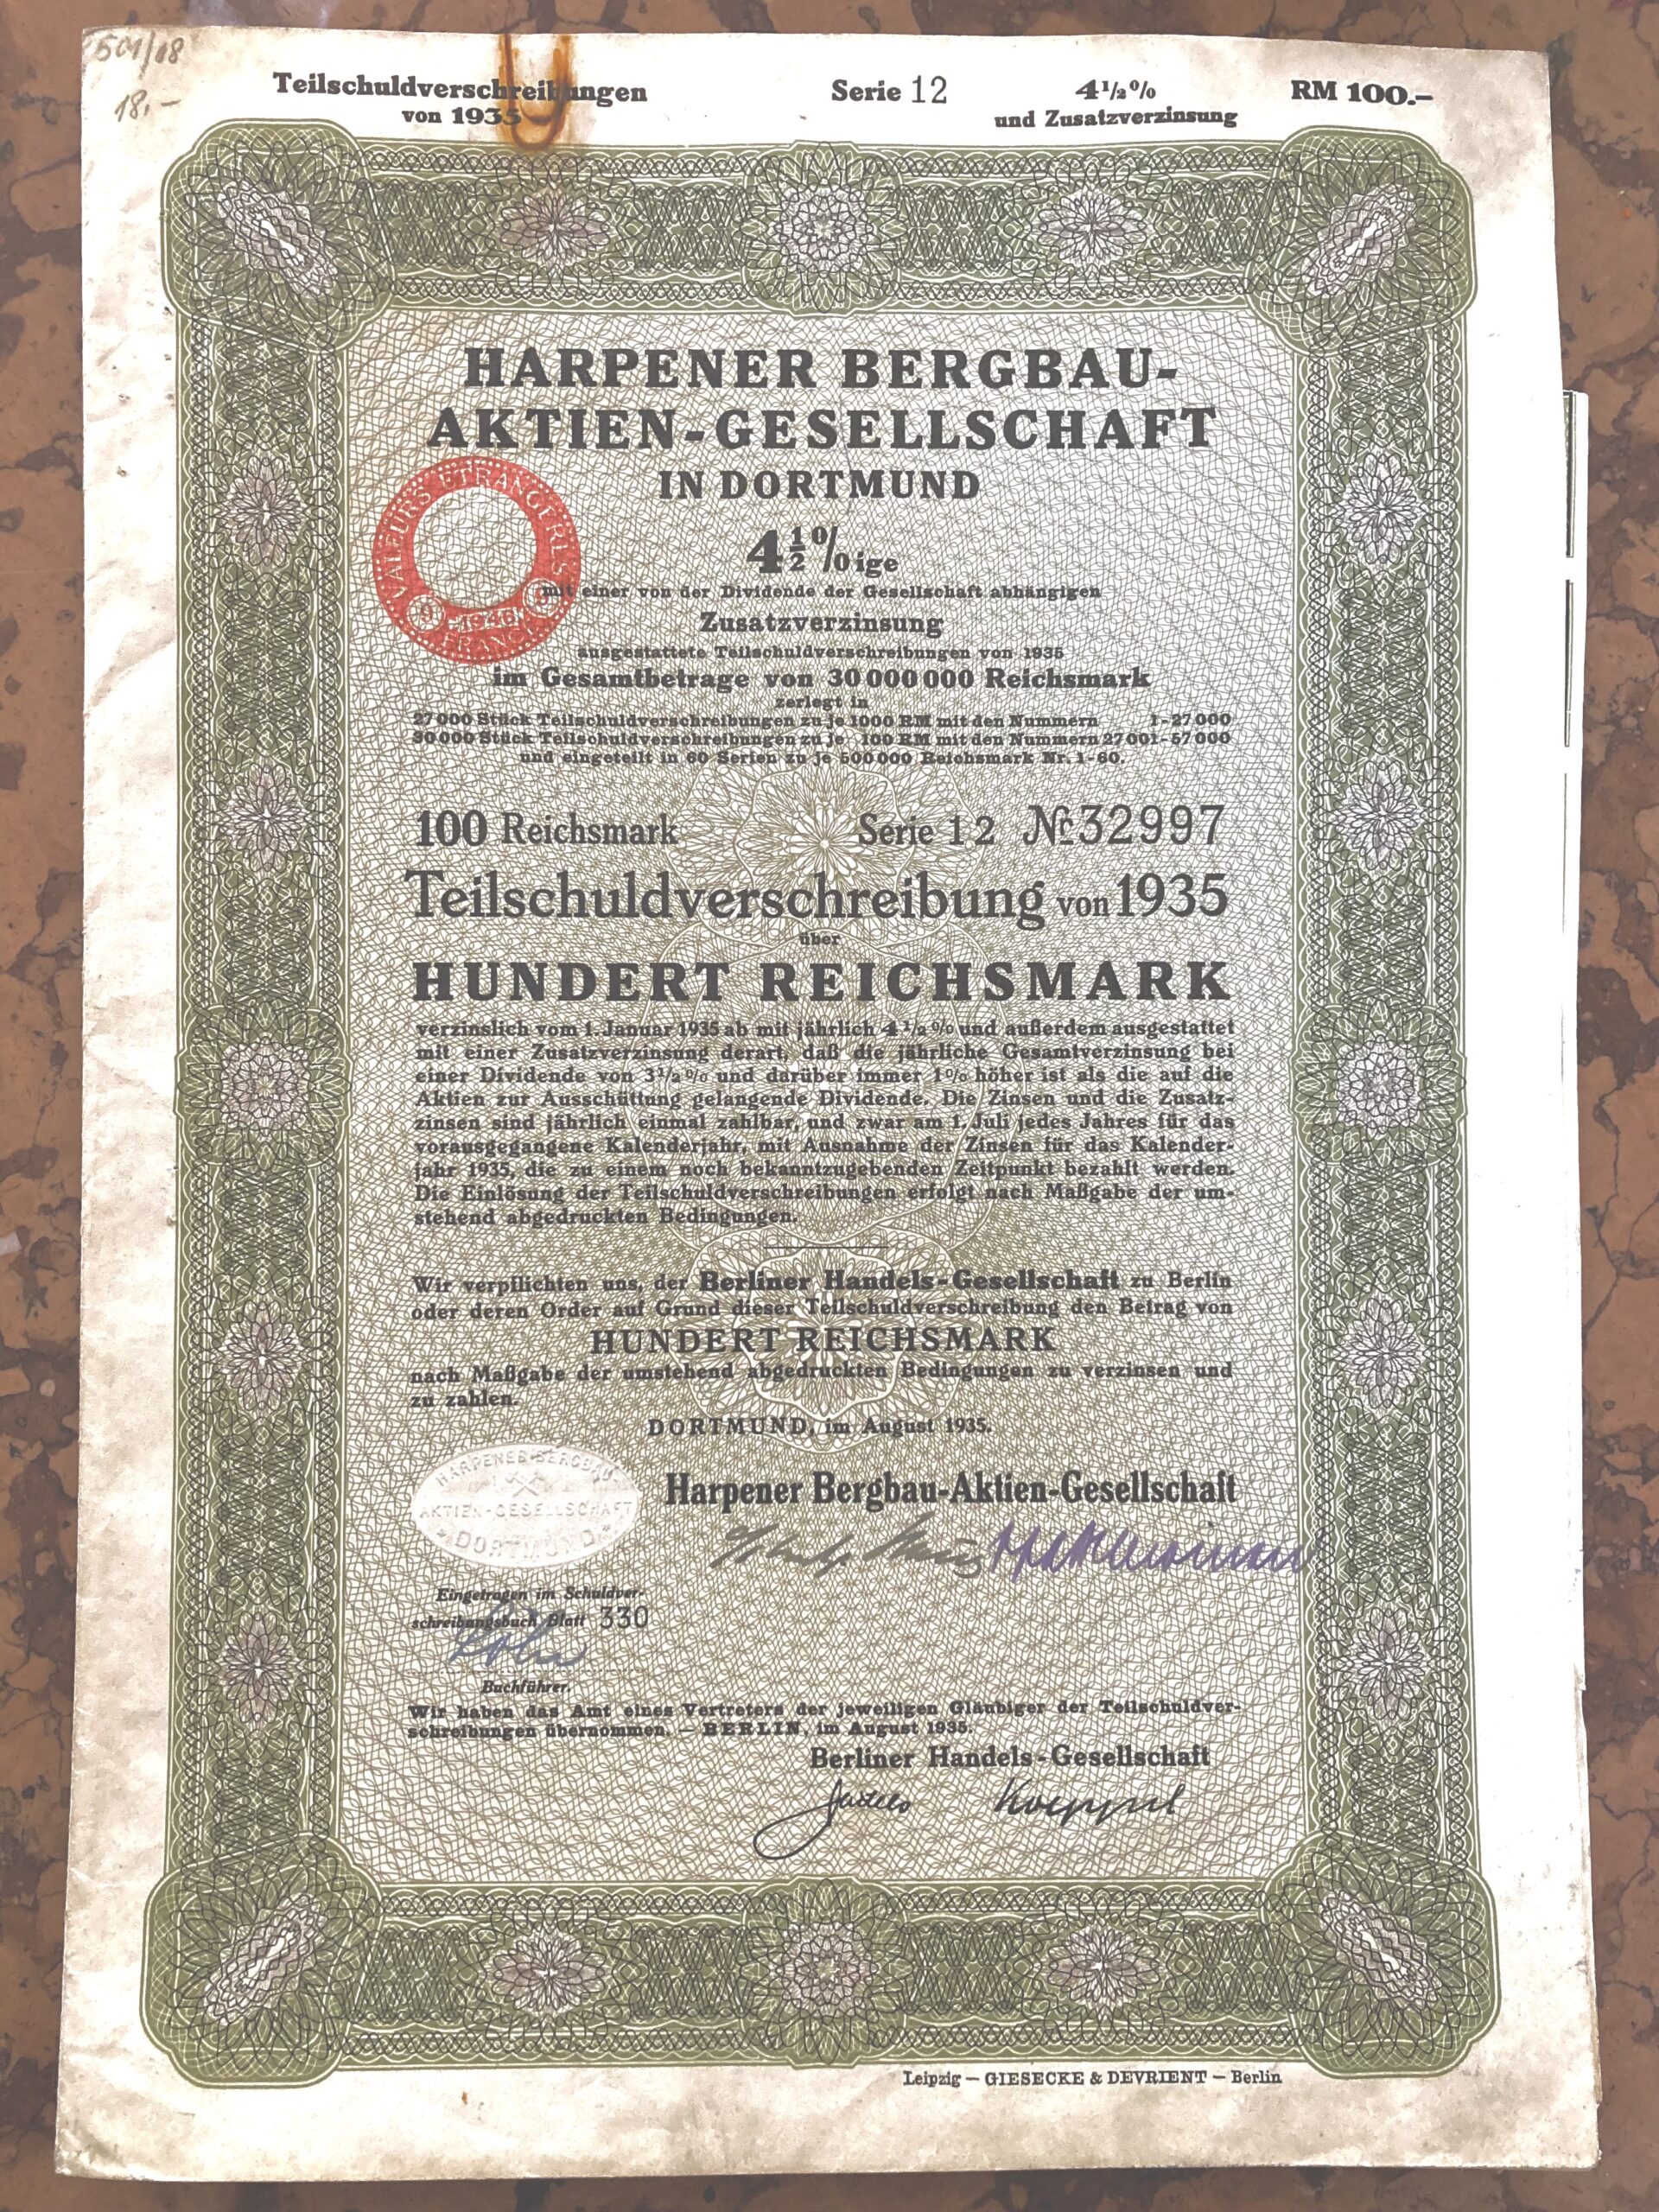 501/18
18,-
Teilschuldverschreibungen
von 1935
Serie 12
4½%
und Zusatzverzinsung
RM 100.–
HARPENER BERGBAU-
AKTIEN-GESELLSCHAFT
IN DORTMUND
VALEURS ETRANGERES
9 -1946-
FRANCE
4½%ige
mit einer von der Dividende der Gesellschaft abhängigen
Zusatzverzinsung
ausgestattete Teilschuldverschreibungen von 1935
im Gesamtbetrage von 30 000 000 Reichsmark
zerlegt in
27 000 Stück Teilschuldverschreibungen zu je 1000 RM mit den Nummern 1-27 000
30 000 Stück Teilschuldverschreibungen zu je 100 RM mit den Nummern 27 001-57 000
und eingeteilt in 60 Serien zu je 500 000 Reichsmark Nr. 1-60.
100 Reichsmark Serie 12 № 32997
Teilschuldverschreibung von 1935
über
HUNDERT REICHSMARK
verzinslich vom 1. Januar 1935 ab mit jährlich 4½% und außerdem ausgestattet
mit einer Zusatzverzinsung derart, daß die jährliche Gesamtverzinsung bei
einer Dividende von 3½% und darüber immer 1% höher ist als die auf die
Aktien zur Ausschüttung gelangende Dividende. Die Zinsen und die Zusatz-
zinsen sind jährlich einmal zahlbar, und zwar am 1. Juli jedes Jahres für das
vorausgegangene Kalenderjahr, mit Ausnahme der Zinsen für das Kalender-
jahr 1935, die zu einem noch bekanntzugebenden Zeitpunkt bezahlt werden.
Die Einlösung der Teilschuldverschreibungen erfolgt nach Maßgabe der um-
stehend abgedruckten Bedingungen.
Wir verpflichten uns, der Berliner Handels-Gesellschaft zu Berlin
oder deren Order auf Grund dieser Teilschuldverschreibung den Betrag von
HUNDERT REICHSMARK
nach Maßgabe der umstehend abgedruckten Bedingungen zu verzinsen und
zu zahlen.
DORTMUND, im August 1935.
HARPENER BERGBAU
AKTIEN-GESELLSCHAFT
DORTMUND
Harpener Bergbau-Aktien-Gesellschaft
Eingetragen im Schuldver-
schreibungsbuch Blatt 330
Buchführer.
Wir haben das Amt eines Vertreters der jeweiligen Gläubiger der Teilschuldver-
schreibungen übernommen. — BERLIN, im August 1935.
Berliner Handels-Gesellschaft
Koeppel
Leipzig — GIESECKE & DEVRIENT — Berlin